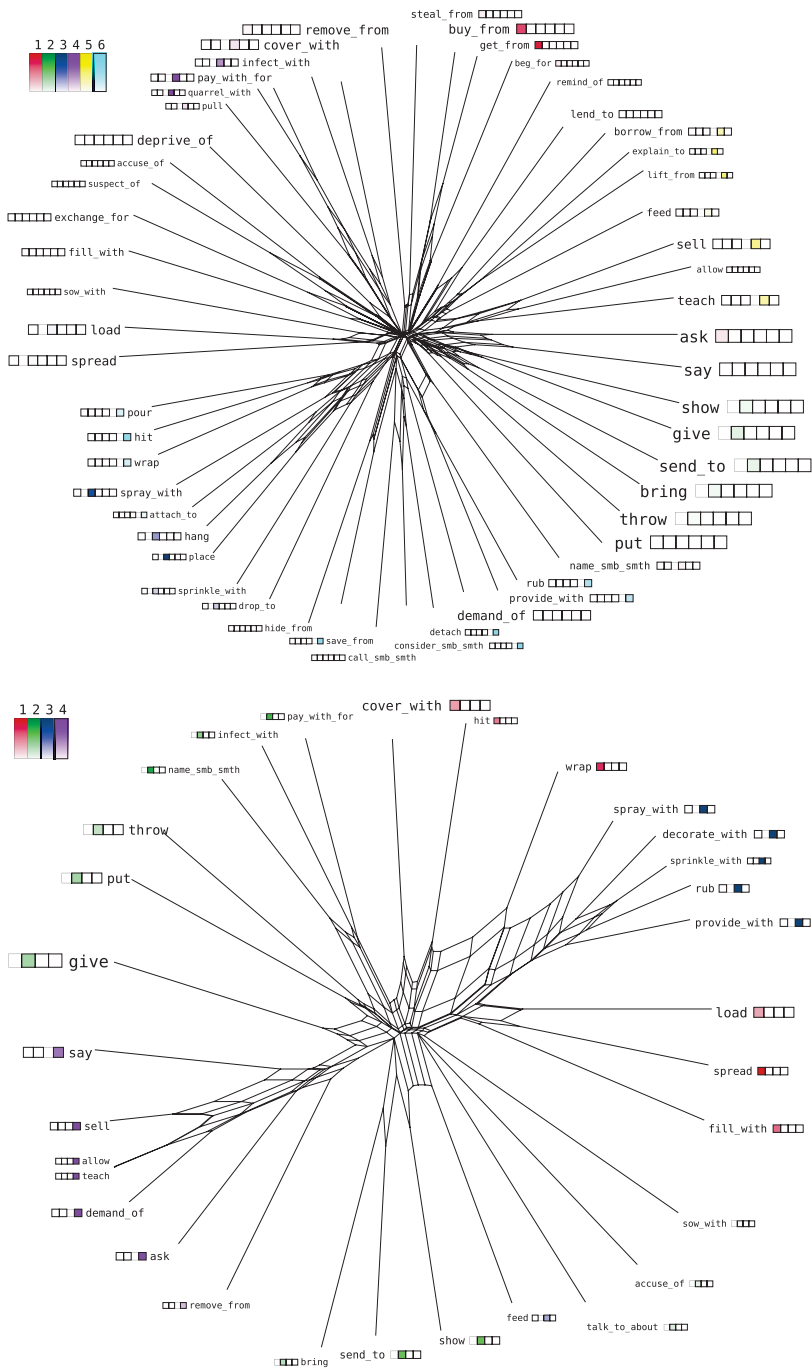 1 2 3 4 5 6
steal_from
remove_from
buy_from
cover_with
get_from
infect_with
beg_for
pay_with_for
remind_of
quarrel_with
pull
lend_to
borrow_from
deprive_of
explain_to
accuse_of
lift_from
suspect_of
exchange_for
feed
sell
fill_with
allow
sow_with
teach
load
ask
spread
say
show
pour
give
hit
wrap
send_to
spray_with
bring
attach_to
throw
hang
put
place
name_smb_smth
rub
sprinkle_with
provide_with
drop_to
demand_of
hide_from
detach
save_from
consider_smb_smth
call_smb_smth
1 2 3 4
cover_with
pay_with_for
hit
infect_with
wrap
name_smb_smth
spray_with
throw
decorate_with
sprinkle_with
put
rub
provide_with
give
load
say
spread
sell
fill_with
allow
teach
demand_of
sow_with
ask
accuse_of
remove_from
feed
talk_to_about
show
send_to
bring